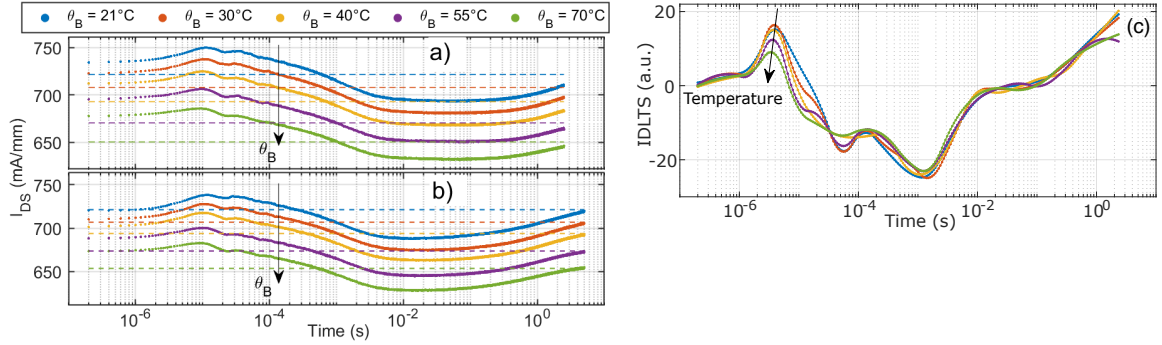 θB = 21°C θB = 30°C θB = 40°C θB = 55°C θB = 70°C
a)
750
700
650
θB
IDS (mA/mm)
b)
750
700
650
θB
10-6 10-4 10-2 100
Time (s)
(c)
20
0
-20
IDLTS (a.u.)
Temperature
10-6 10-4 10-2 100
Time (s)